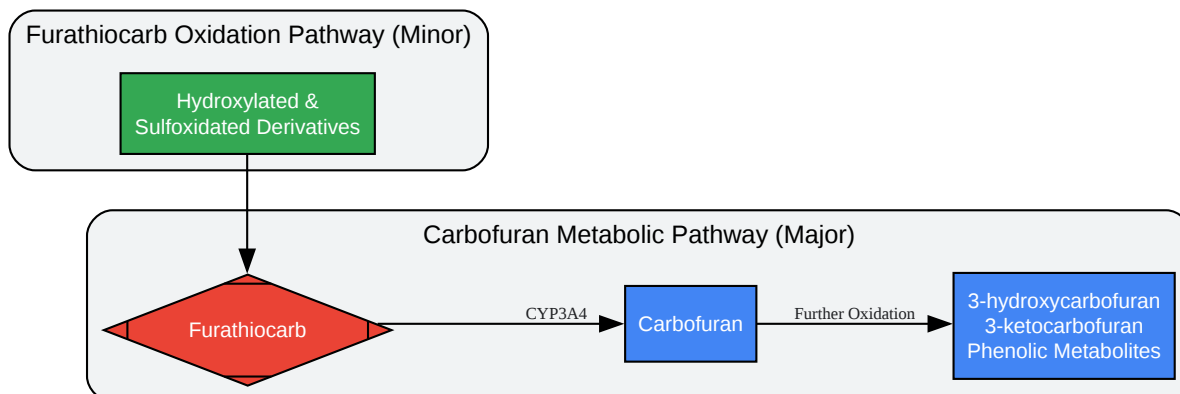 Furathiocarb Oxidation Pathway (Minor)
Hydroxylated &
Sulfoxidated Derivatives
Carbofuran Metabolic Pathway (Major)
Furathiocarb
CYP3A4
Carbofuran
Further Oxidation
3-hydroxycarbofuran
3-ketocarbofuran
Phenolic Metabolites